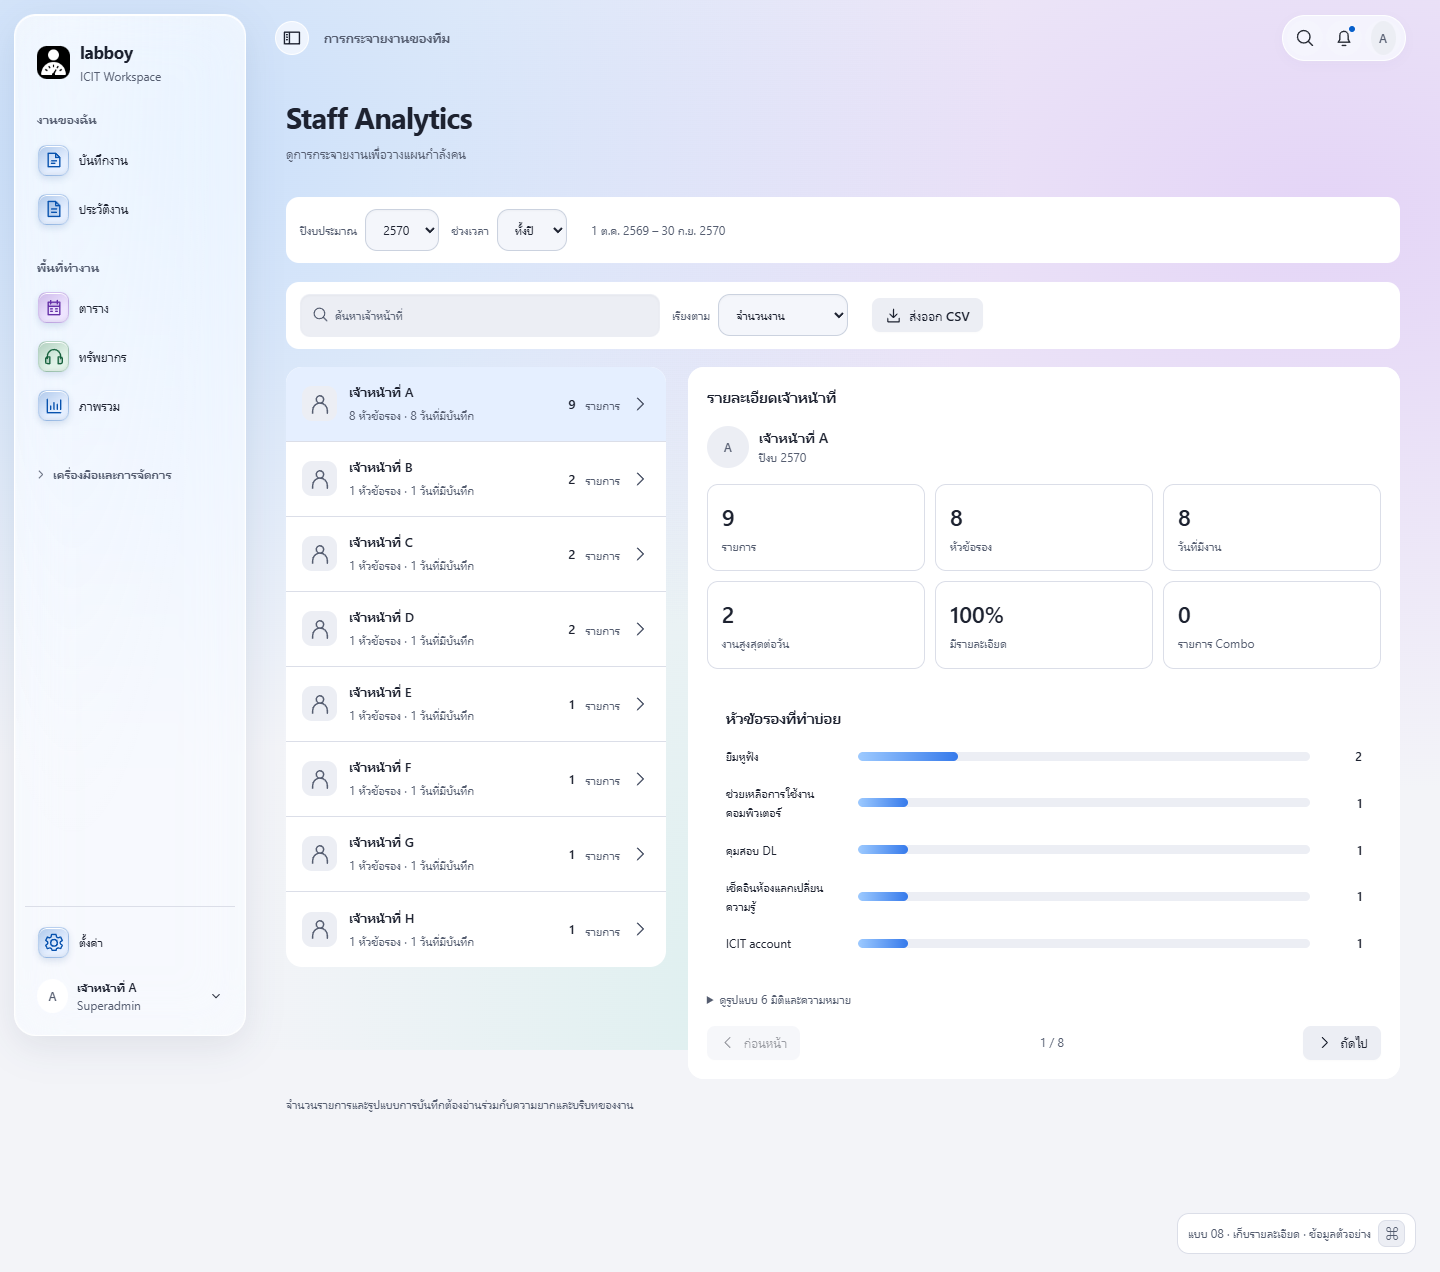 labboy
ICIT Workspace
งานของฉัน
บันทึกงาน
ประวัติงาน
พื้นที่ทำงาน
ตาราง
ทรัพยากร
ภาพรวม
เครื่องมือและการจัดการ
ตั้งค่า
A
เจ้าหน้าที่ A
Superadmin
การกระจายงานของทีม
A
Staff Analytics
ดูการกระจายงานเพื่อวางแผนกำลังคน
ปีงบประมาณ 2570 ช่วงเวลา ทั้งปี 1 ต.ค. 2569 – 30 ก.ย. 2570
ค้นหาเจ้าหน้าที่ เรียงตาม จำนวนงาน ส่งออก CSV
เจ้าหน้าที่ A
8 หัวข้อรอง · 8 วันที่มีบันทึก
9 รายการ
เจ้าหน้าที่ B
1 หัวข้อรอง · 1 วันที่มีบันทึก
2 รายการ
เจ้าหน้าที่ C
1 หัวข้อรอง · 1 วันที่มีบันทึก
2 รายการ
เจ้าหน้าที่ D
1 หัวข้อรอง · 1 วันที่มีบันทึก
2 รายการ
เจ้าหน้าที่ E
1 หัวข้อรอง · 1 วันที่มีบันทึก
1 รายการ
เจ้าหน้าที่ F
1 หัวข้อรอง · 1 วันที่มีบันทึก
1 รายการ
เจ้าหน้าที่ G
1 หัวข้อรอง · 1 วันที่มีบันทึก
1 รายการ
เจ้าหน้าที่ H
1 หัวข้อรอง · 1 วันที่มีบันทึก
1 รายการ
รายละเอียดเจ้าหน้าที่
A
เจ้าหน้าที่ A
ปีงบ 2570
9
รายการ
8
หัวข้อรอง
8
วันที่มีงาน
2
งานสูงสุดต่อวัน
100%
มีรายละเอียด
0
รายการ Combo
หัวข้อรองที่ทำบ่อย
ยืมหูฟัง 2
ช่วยเหลือการใช้งาน
คอมพิวเตอร์ 1
คุมสอบ DL 1
เช็คอินห้องแลกเปลี่ยน
ความรู้ 1
ICIT account 1
ดูรูปแบบ 6 มิติและความหมาย
ก่อนหน้า 1 / 8 ถัดไป
จำนวนรายการและรูปแบบการบันทึกต้องอ่านร่วมกับความยากและบริบทของงาน
แบบ 08 · เก็บรายละเอียด · ข้อมูลตัวอย่าง ⌘